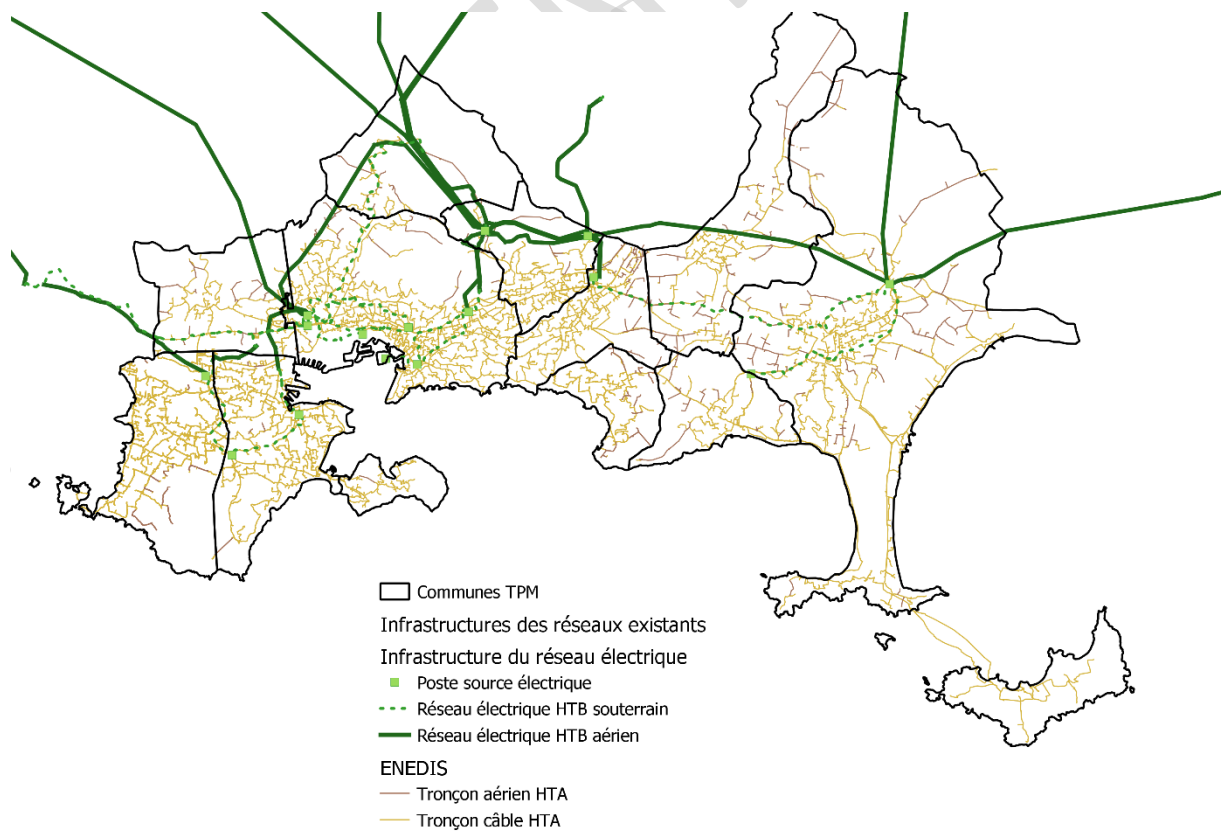 Communes TPM
Infrastructures des réseaux existants
Infrastructure du réseau électrique
Poste source électrique
Réseau électrique HTB souterrain
Réseau électrique HTB aérien
ENEDIS
Tronçon aérien HTA
Tronçon câble HTA